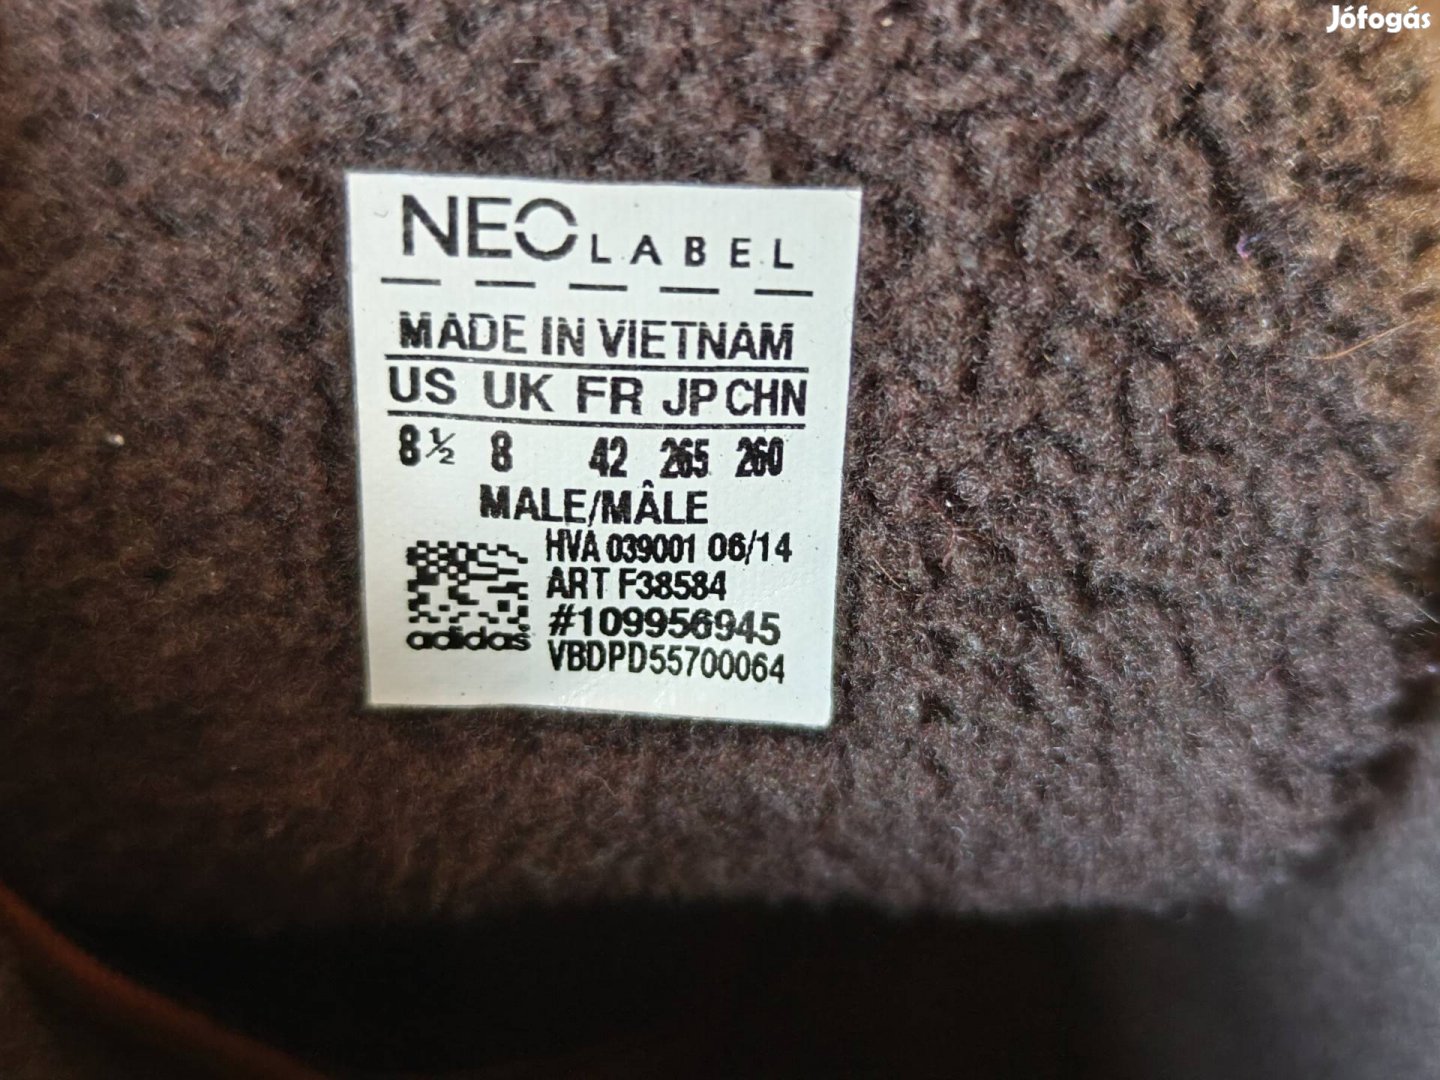 Jófogás
NEO LABEL
MADE IN VIETNAM
US UK FR JP CHN
8½ 8 42 265 260
MALE/MÂLE
HVA 039001 06/14
ART F38584
#109956945
adidas
VBDPD55700064